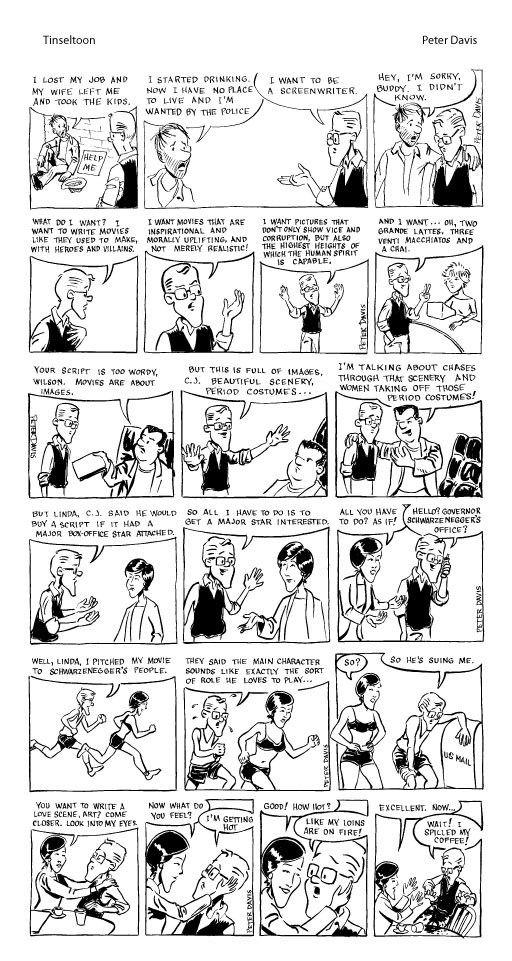 Tinseltoon
Peter Davis
I LOST MY JOB AND
MY WIFE LEFT ME
AND TOOK THE KIDS.
HELP
ME
I STARTED DRINKING.
NOW I HAVE NO PLACE
TO LIVE AND I'M
WANTED BY THE POLICE
I WANT TO BE
A SCREENWRITER.
HEY, I'M SORRY,
BUDDY. I DIDN'T
KNOW.
PETER DAVIS
WHAT DO I WANT? I
WANT TO WRITE MOVIES
LIKE THEY USED TO MAKE,
WITH HEROES AND VILLAINS.
I WANT MOVIES THAT ARE
INSPIRATIONAL AND
MORALLY UPLIFTING, AND
NOT MERELY REALISTIC!
I WANT PICTURES THAT
DON'T ONLY SHOW VICE AND
CORRUPTION, BUT ALSO
THE HIGHEST HEIGHTS OF
WHICH THE HUMAN SPIRIT
IS CAPABLE.
PETER DAVIS
AND I WANT... OH, TWO
GRANDE LATTES, THREE
VENTI MACCHIATOS AND
A CHAI.
YOUR SCRIPT IS TOO WORDY,
WILSON. MOVIES ARE ABOUT
IMAGES.
PETER DAVIS
BUT THIS IS FULL OF IMAGES,
C.J. BEAUTIFUL SCENERY,
PERIOD COSTUMES...
I'M TALKING ABOUT CHASES
THROUGH THAT SCENERY AND
WOMEN TAKING OFF THOSE
PERIOD COSTUMES!
BUT LINDA, C.J. SAID HE WOULD
BUY A SCRIPT IF IT HAD A
MAJOR BOX-OFFICE STAR ATTACHED.
SO ALL I HAVE TO DO IS TO
GET A MAJOR STAR INTERESTED.
ALL YOU HAVE
TO DO? AS IF!
HELLO? GOVERNOR
SCHWARZENEGGER'S
OFFICE?
PETER DAVIS
WELL, LINDA, I PITCHED MY MOVIE
TO SCHWARZENEGGER'S PEOPLE.
THEY SAID THE MAIN CHARACTER
SOUNDS LIKE EXACTLY THE SORT
OF ROLE HE LOVES TO PLAY...
PETER DAVIS
SO?
SO HE'S SUING ME.
US MAIL
YOU WANT TO WRITE A
LOVE SCENE, ART? COME
CLOSER. LOOK INTO MY EYES.
NOW WHAT DO
YOU FEEL?
I'M GETTING
HOT
PETER DAVIS
GOOD! HOW HOT?
LIKE MY LOINS
ARE ON FIRE!
EXCELLENT. NOW...
WAIT! I
SPILLED MY
COFFEE!